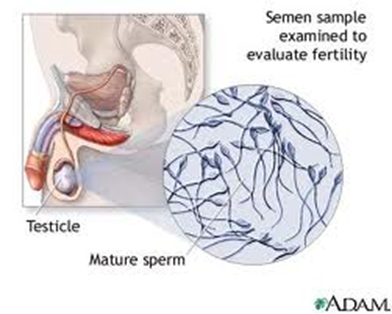 Semen sample
examined to
evaluate fertility
Testicle
Mature sperm
ADAM.